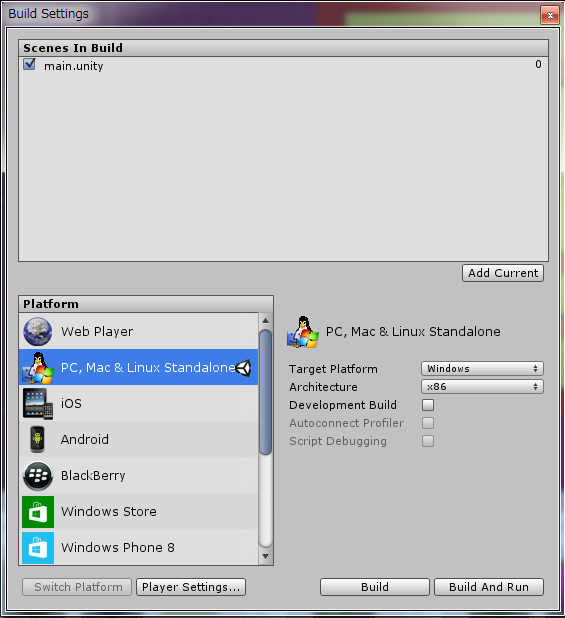 Build Settings
Scenes In Build
main.unity 0
Add Current
Platform
Web Player
PC, Mac & Linux Standalone
iOS
Android
BlackBerry
Windows Store
Windows Phone 8
PC, Mac & Linux Standalone
Target Platform Windows
Architecture x86
Development Build
Autoconnect Profiler
Script Debugging
Switch Platform Player Settings... Build Build And Run